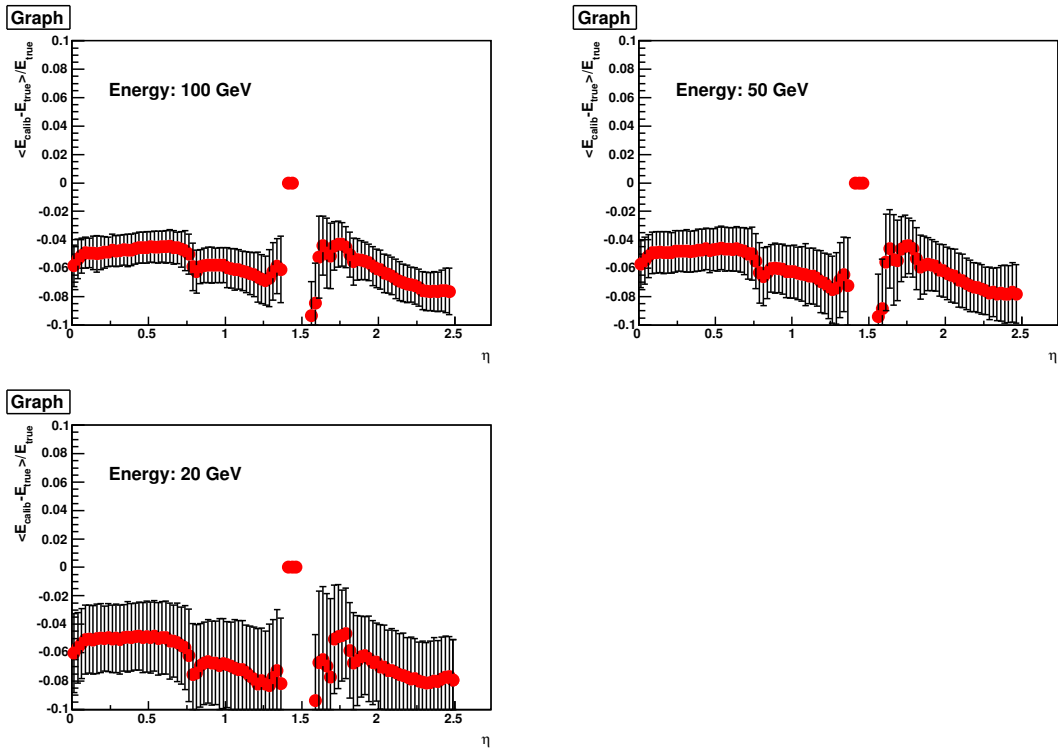 Graph
<E_calib-E_true>/E_true
0.1
0.08
0.06
0.04
0.02
0
-0.02
-0.04
-0.06
-0.08
-0.1
Energy: 100 GeV
0 0.5 1 1.5 2 2.5
η
Graph
<E_calib-E_true>/E_true
0.1
0.08
0.06
0.04
0.02
0
-0.02
-0.04
-0.06
-0.08
-0.1
Energy: 50 GeV
0 0.5 1 1.5 2 2.5
η
Graph
<E_calib-E_true>/E_true
0.1
0.08
0.06
0.04
0.02
0
-0.02
-0.04
-0.06
-0.08
-0.1
Energy: 20 GeV
0 0.5 1 1.5 2 2.5
η